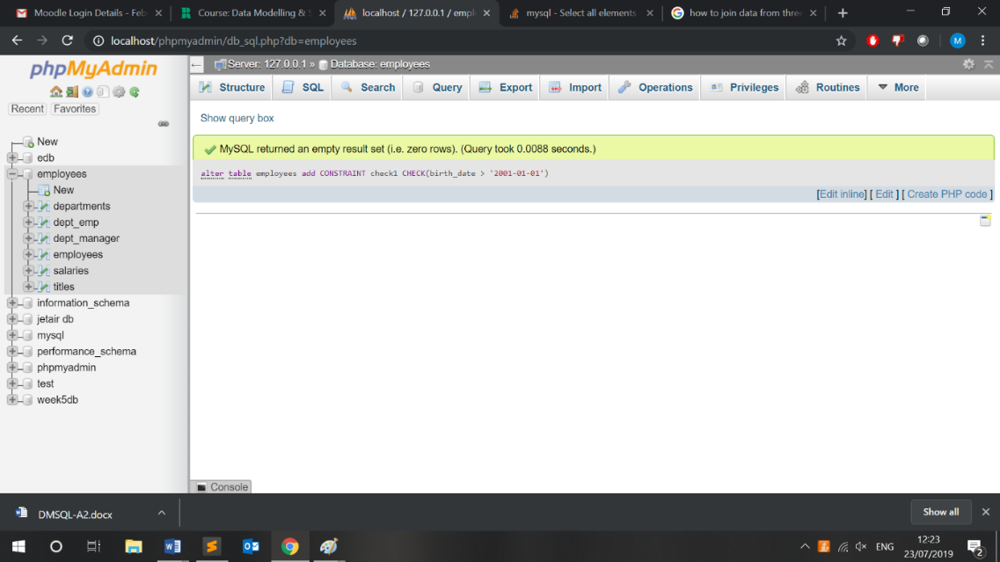 Moodle Login Details - Feb
Course: Data Modelling & S
localhost / 127.0.0.1 / empl
mysql - Select all elements
how to join data from three
localhost/phpmyadmin/db_sql.php?db=employees
M
phpMyAdmin
Server: 127.0.0.1 » Database: employees
Structure SQL Search Query Export Import Operations Privileges Routines More
Recent Favorites
Show query box
MySQL returned an empty result set (i.e. zero rows). (Query took 0.0088 seconds.)
alter table employees add CONSTRAINT check1 CHECK(birth_date > '2001-01-01')
[Edit inline] [ Edit ] [ Create PHP code ]
New
edb
employees
New
departments
dept_emp
dept_manager
employees
salaries
titles
information_schema
jetair db
mysql
performance_schema
phpmyadmin
test
week5db
Console
DMSQL-A2.docx
Show all
ENG
12:23
23/07/2019
2